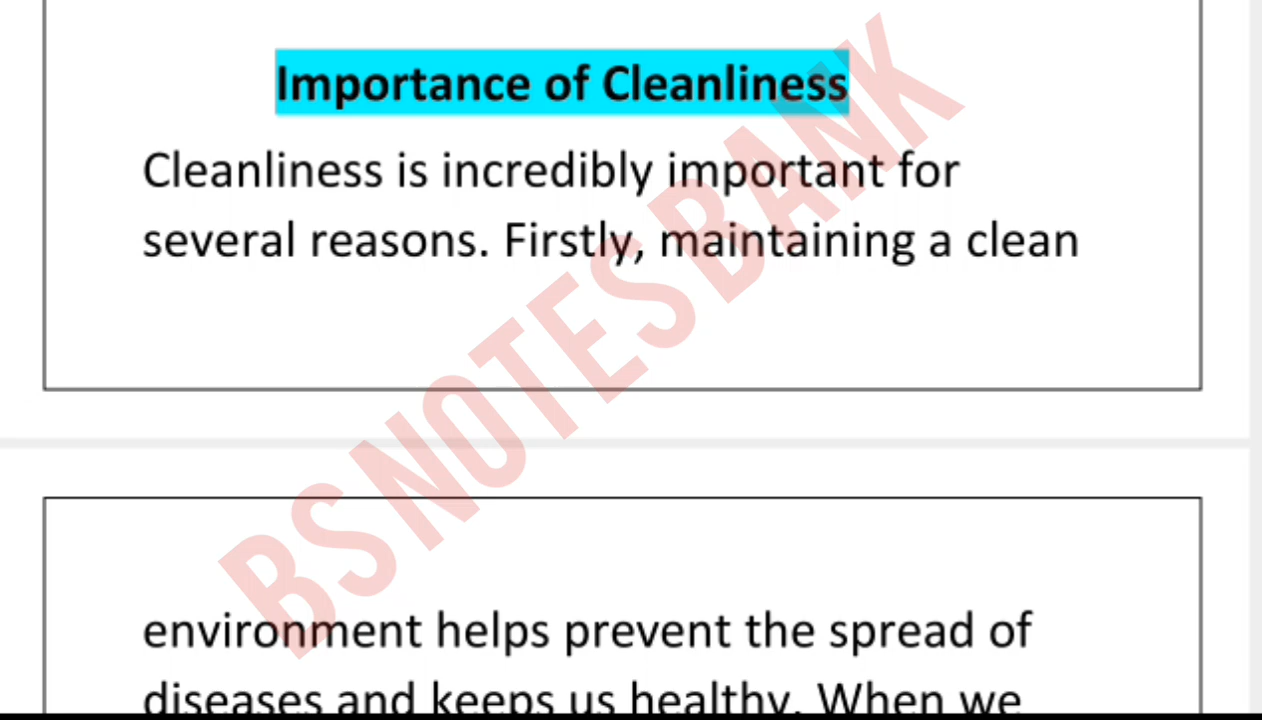 Importance of Cleanliness
Cleanliness is incredibly important for
several reasons. Firstly, maintaining a clean
BS NOTES BANK
environment helps prevent the spread of
diseases and keeps us healthy. When we